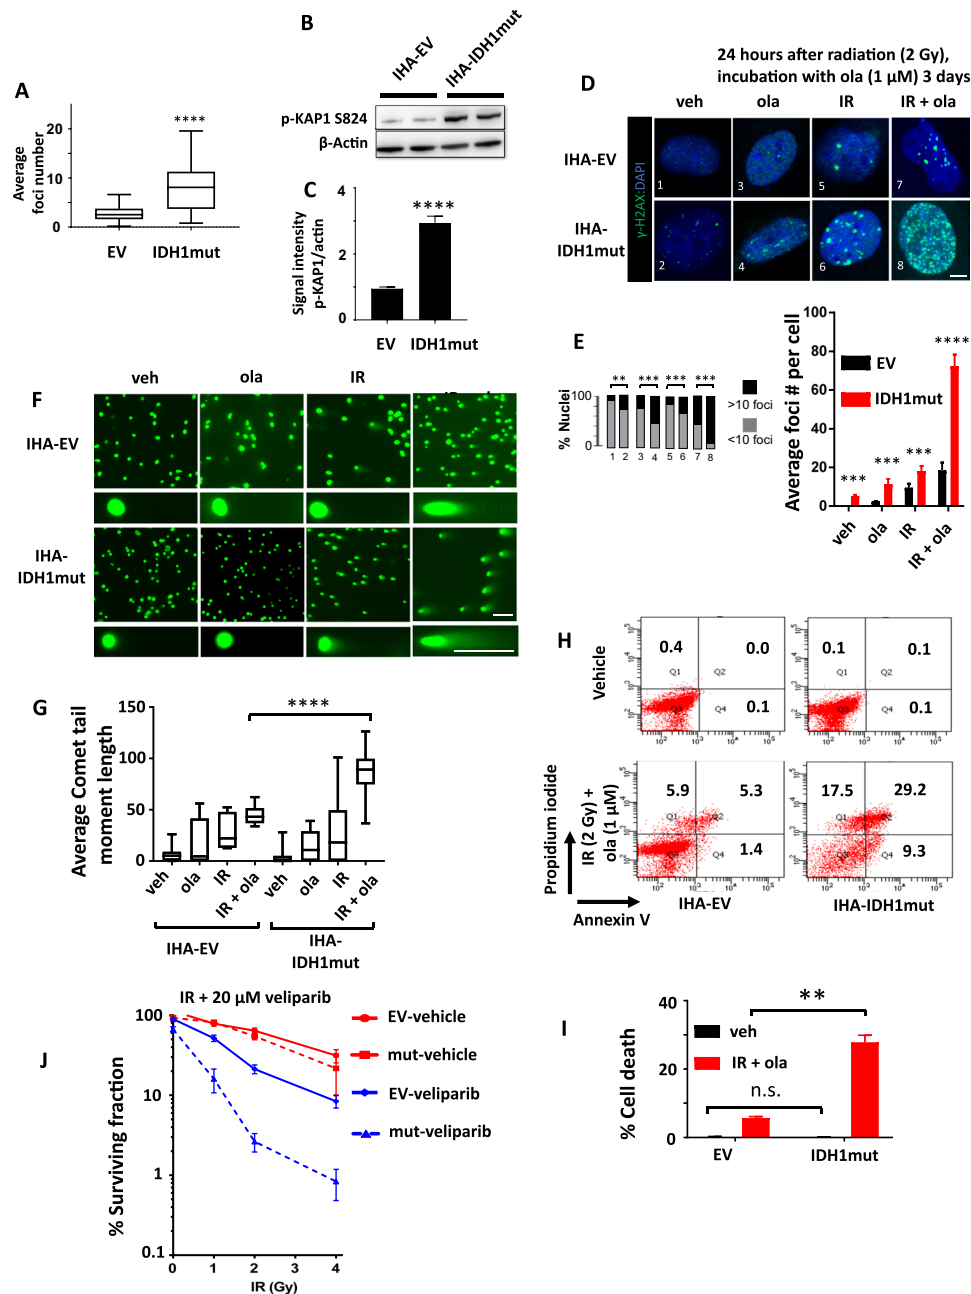 A
Average
foci number
20
10
0
****
EV
IDH1mut
B
IHA-EV
IHA-IDH1mut
p-KAP1 S824
β-Actin
C
Signal intensity
p-KAP1/actin
4
2
0
****
EV
IDH1mut
24 hours after radiation (2 Gy),
incubation with ola (1 µM) 3 days
D
veh
ola
IR
IR + ola
IHA-EV
IHA-
IDH1mut
γ-H2AX:DAPI
1
3
5
7
2
4
6
8
E
% Nuclei
100
0
**
***
***
***
1 2 3 4 5 6 7 8
>10 foci
<10 foci
Average foci # per cell
100
80
60
40
20
0
EV
IDH1mut
***
***
***
****
veh
ola
IR
IR + ola
F
veh
ola
IR
IHA-EV
IHA-
IDH1mut
G
Average Comet tail
moment length
150
100
50
0
****
veh
ola
IR
IR + ola
veh
ola
IR
IR + ola
IHA-EV
IHA-
IDH1mut
H
Vehicle
0.4
0.0
0.1
Q1
Q2
Q3
Q4
0.1
0.1
0.1
Q1
Q2
Q3
Q4
Propidium iodide
IR (2 Gy) +
ola (1 µM)
5.9
5.3
1.4
Q1
Q2
Q3
Q4
17.5
29.2
9.3
Q1
Q2
Q3
Q4
Annexin V
IHA-EV
IHA-IDH1mut
I
% Cell death
40
20
0
veh
IR + ola
**
n.s.
EV
IDH1mut
J
IR + 20 µM veliparib
% Surviving fraction
100
10
1
0.1
0
1
2
3
4
IR (Gy)
EV-vehicle
mut-vehicle
EV-veliparib
mut-veliparib